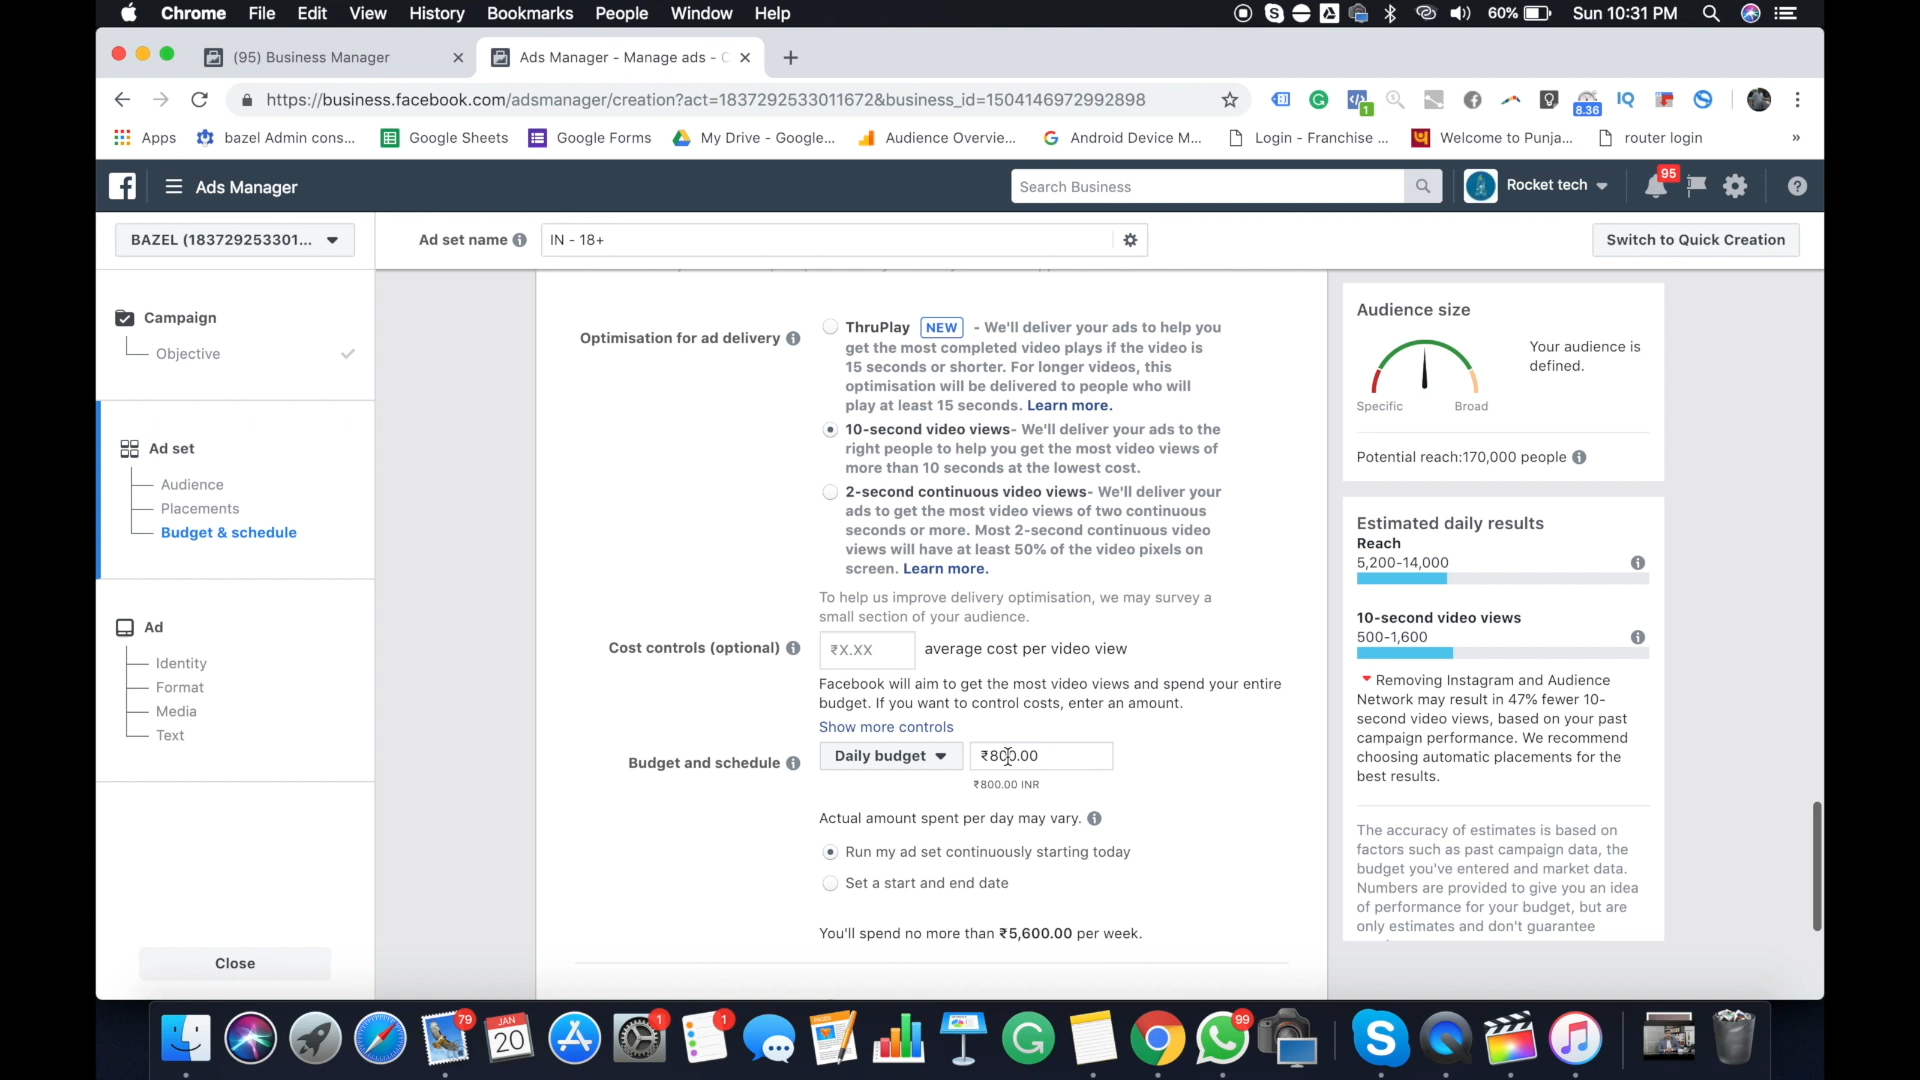 Chrome File Edit View History Bookmarks People Window Help 60% Sun 10:31 PM
(95) Business Manager
Ads Manager - Manage ads - C
https://business.facebook.com/adsmanager/creation?act=1837292533011672&business_id=1504146972992898
1 8.36 IQ
Apps bazel Admin cons... Google Sheets Google Forms My Drive - Google... Audience Overvie... Android Device M... Login - Franchise ... Welcome to Punja... router login »
Ads Manager
Search Business
Rocket tech
95
BAZEL (183729253301...
Ad set name
IN - 18+
Switch to Quick Creation
Campaign
Objective
Ad set
Audience
Placements
Budget & schedule
Ad
Identity
Format
Media
Text
Close
Optimisation for ad delivery
ThruPlay NEW - We'll deliver your ads to help you
get the most completed video plays if the video is
15 seconds or shorter. For longer videos, this
optimisation will be delivered to people who will
play at least 15 seconds. Learn more.
10-second video views- We'll deliver your ads to the
right people to help you get the most video views of
more than 10 seconds at the lowest cost.
2-second continuous video views- We'll deliver your
ads to get the most video views of two continuous
seconds or more. Most 2-second continuous video
views will have at least 50% of the video pixels on
screen. Learn more.
To help us improve delivery optimisation, we may survey a
small section of your audience.
Cost controls (optional)
₹X.XX average cost per video view
Facebook will aim to get the most video views and spend your entire
budget. If you want to control costs, enter an amount.
Show more controls
Budget and schedule
Daily budget ₹800.00
₹800.00 INR
Actual amount spent per day may vary.
Run my ad set continuously starting today
Set a start and end date
You'll spend no more than ₹5,600.00 per week.
Audience size
Your audience is
defined.
Specific Broad
Potential reach:170,000 people
Estimated daily results
Reach
5,200-14,000
10-second video views
500-1,600
Removing Instagram and Audience
Network may result in 47% fewer 10-
second video views, based on your past
campaign performance. We recommend
choosing automatic placements for the
best results.
The accuracy of estimates is based on
factors such as past campaign data, the
budget you've entered and market data.
Numbers are provided to give you an idea
of performance for your budget, but are
only estimates and don't guarantee
79 JAN 20 1 1 PAGES 99